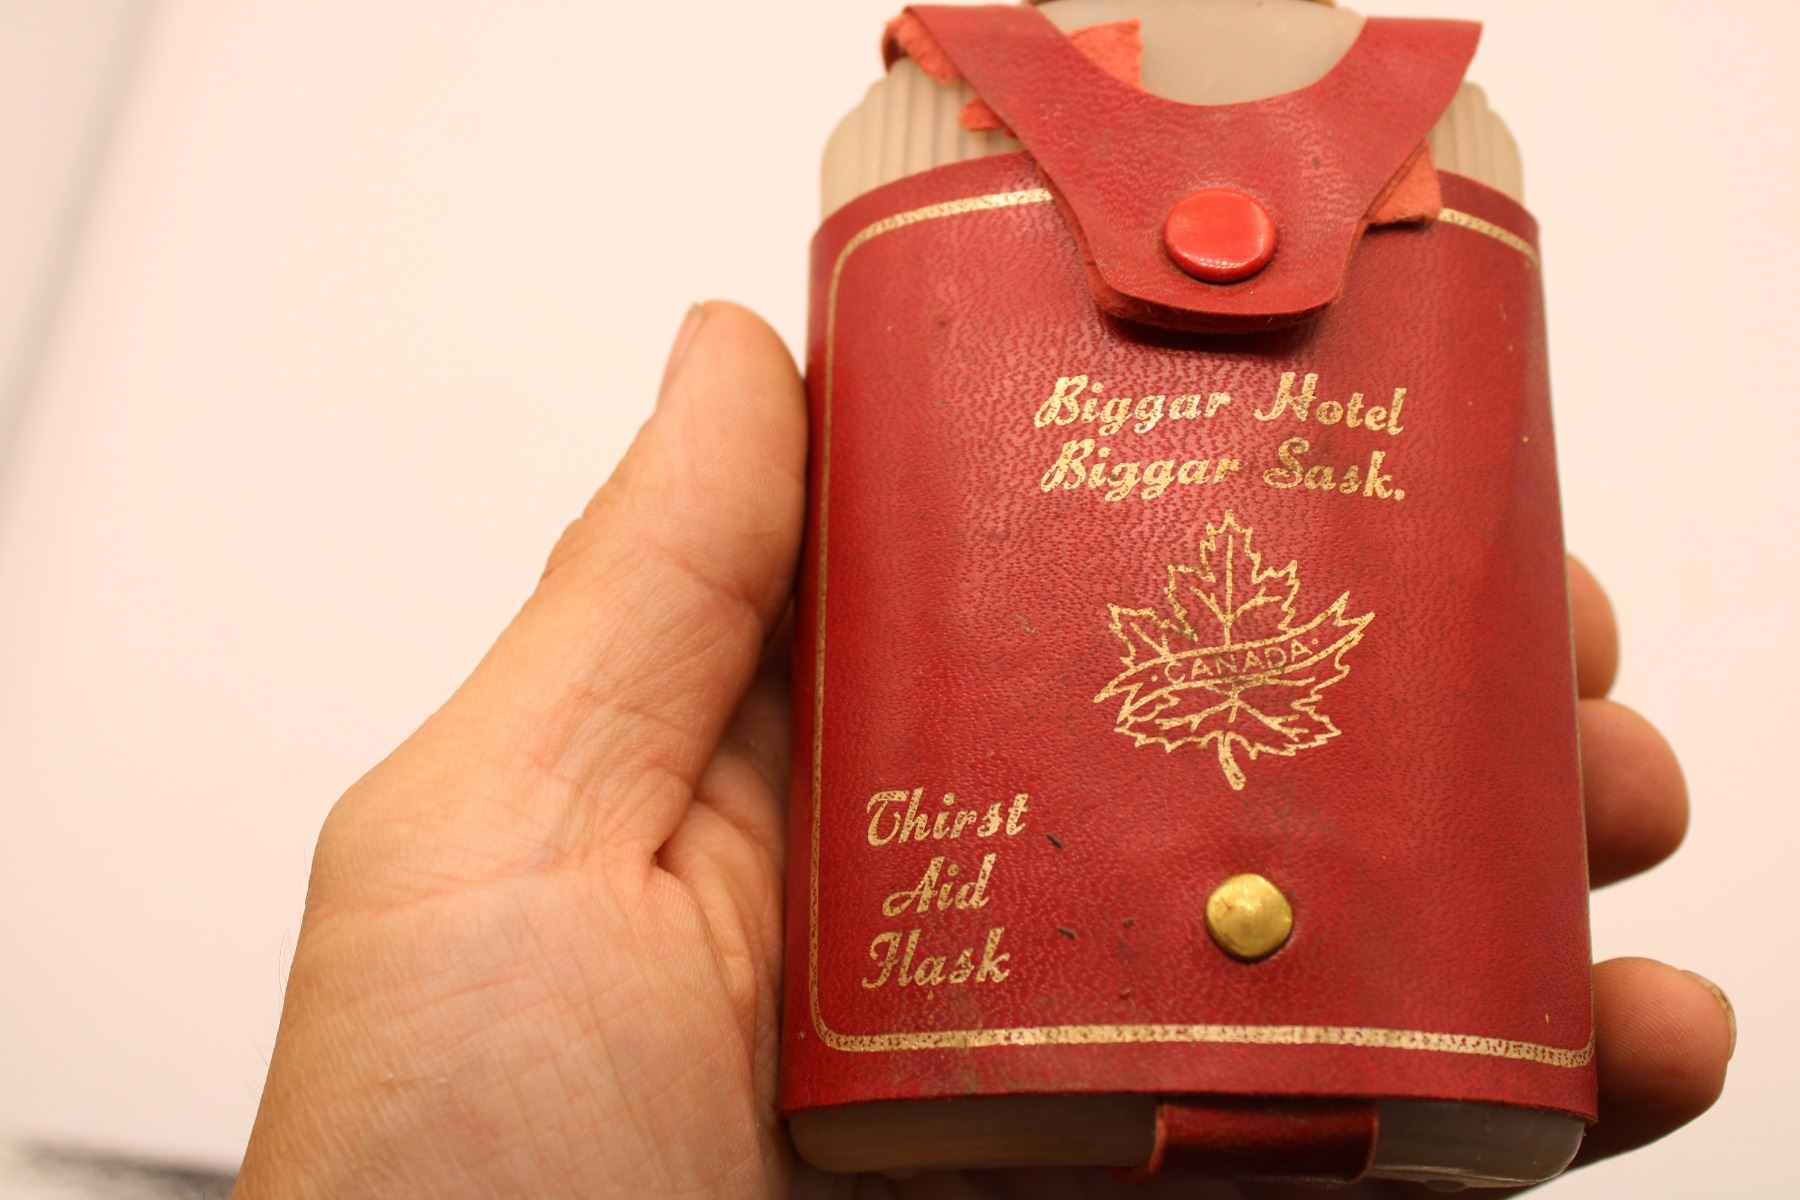 Biggar Hotel
Biggar Sask.
CANADA
Thirst
Aid
Flask